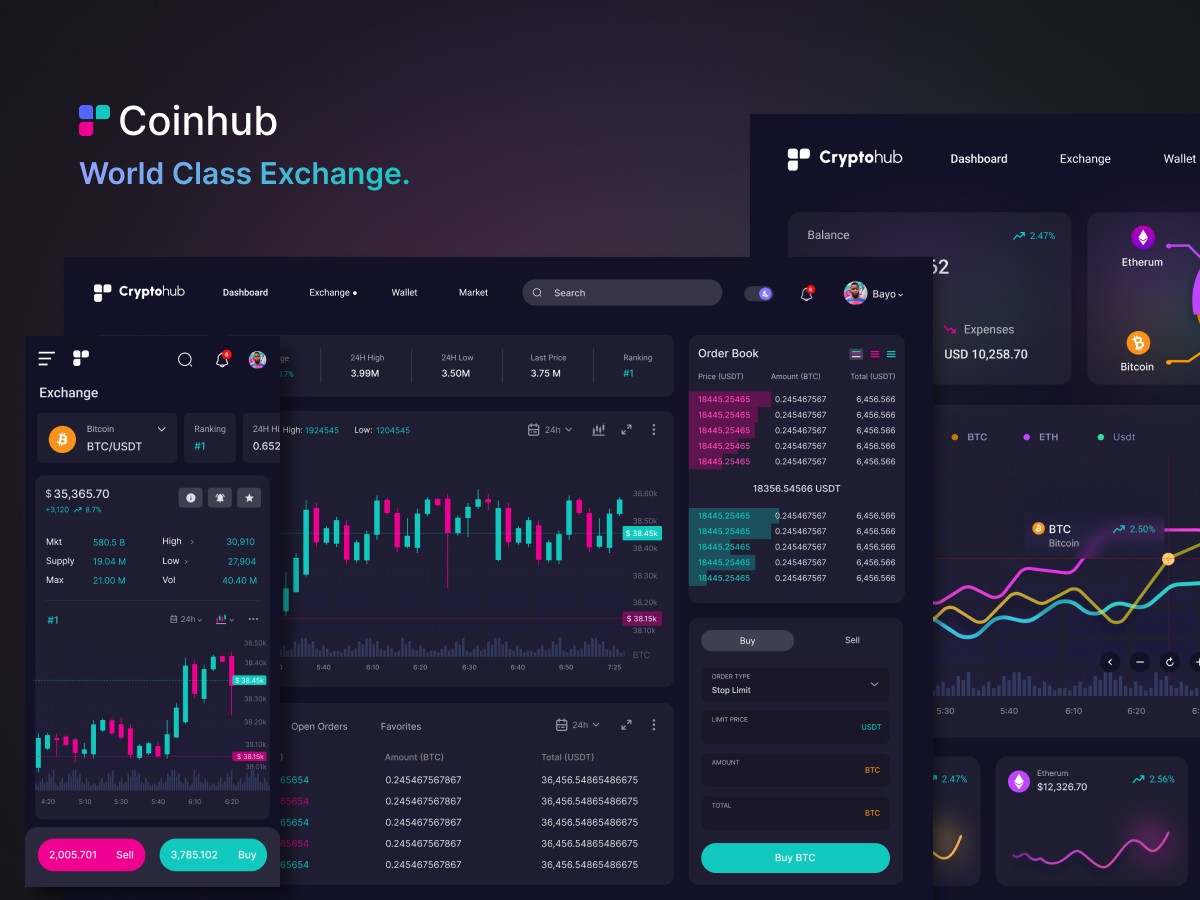 Coinhub
World Class Exchange.
Cryptohub
Dashboard
Exchange
Wallet
Balance
2.47%
52
Expenses
USD 10,258.70
Etherum
Bitcoin
BTC
ETH
Usdt
BTC
Bitcoin
2.50%
5:30
5:40
6:10
6:20
2.47%
Etherum
$12,326.70
2.56%
Cryptohub
Dashboard
Exchange
Wallet
Market
Search
6
Bayo
24H High
3.99M
24H Low
3.50M
Last Price
3.75 M
Ranking
#1
High: 1924545
Low: 1204545
24h
38.60k
38.50k
$ 38.45k
38.40k
38.30k
38.20k
$ 38.15k
38.10k
BTC
5:40
6:10
6:20
6:30
6:40
6:50
7:25
Open Orders
Favorites
24h
Amount (BTC)
Total (USDT)
65654
0.245467567867
36,456.54865486675
65654
0.245467567867
36,456.54865486675
65654
0.245467567867
36,456.54865486675
65654
0.245467567867
36,456.54865486675
65654
0.245467567867
36,456.54865486675
Order Book
Price (USDT)
Amount (BTC)
Total (USDT)
18445.25465
0.245467567
6,456.566
18445.25465
0.245467567
6,456.566
18445.25465
0.245467567
6,456.566
18445.25465
0.245467567
6,456.566
18445.25465
0.245467567
6,456.566
18356.54566 USDT
18445.25465
0.245467567
6,456.566
18445.25465
0.245467567
6,456.566
18445.25465
0.245467567
6,456.566
18445.25465
0.245467567
6,456.566
18445.25465
0.245467567
6,456.566
Buy
Sell
ORDER TYPE
Stop Limit
LIMIT PRICE
USDT
AMOUNT
BTC
TOTAL
BTC
Buy BTC
6
Exchange
Bitcoin
BTC/USDT
Ranking
#1
24H Hi
0.652
$ 35,365.70
+3,120
8.7%
Mkt
580.5 B
High
30,910
Supply
19.04 M
Low
27,904
Max
21.00 M
Vol
40.40 M
#1
24h
38.50k
38.40k
$ 38.45k
38.30k
38.20k
38.10k
$ 38.15k
38.01k
4:20
5:10
5:30
5:40
6:10
6:20
2,005.701
Sell
3,785.102
Buy